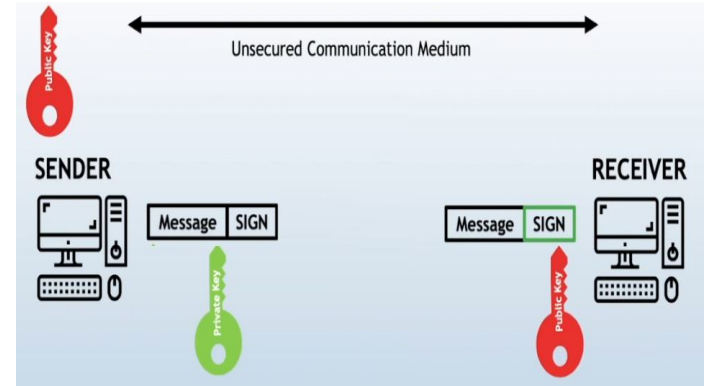 Public Key
Unsecured Communication Medium
SENDER
RECEIVER
Message SIGN
Message SIGN
Private Key
Public Key